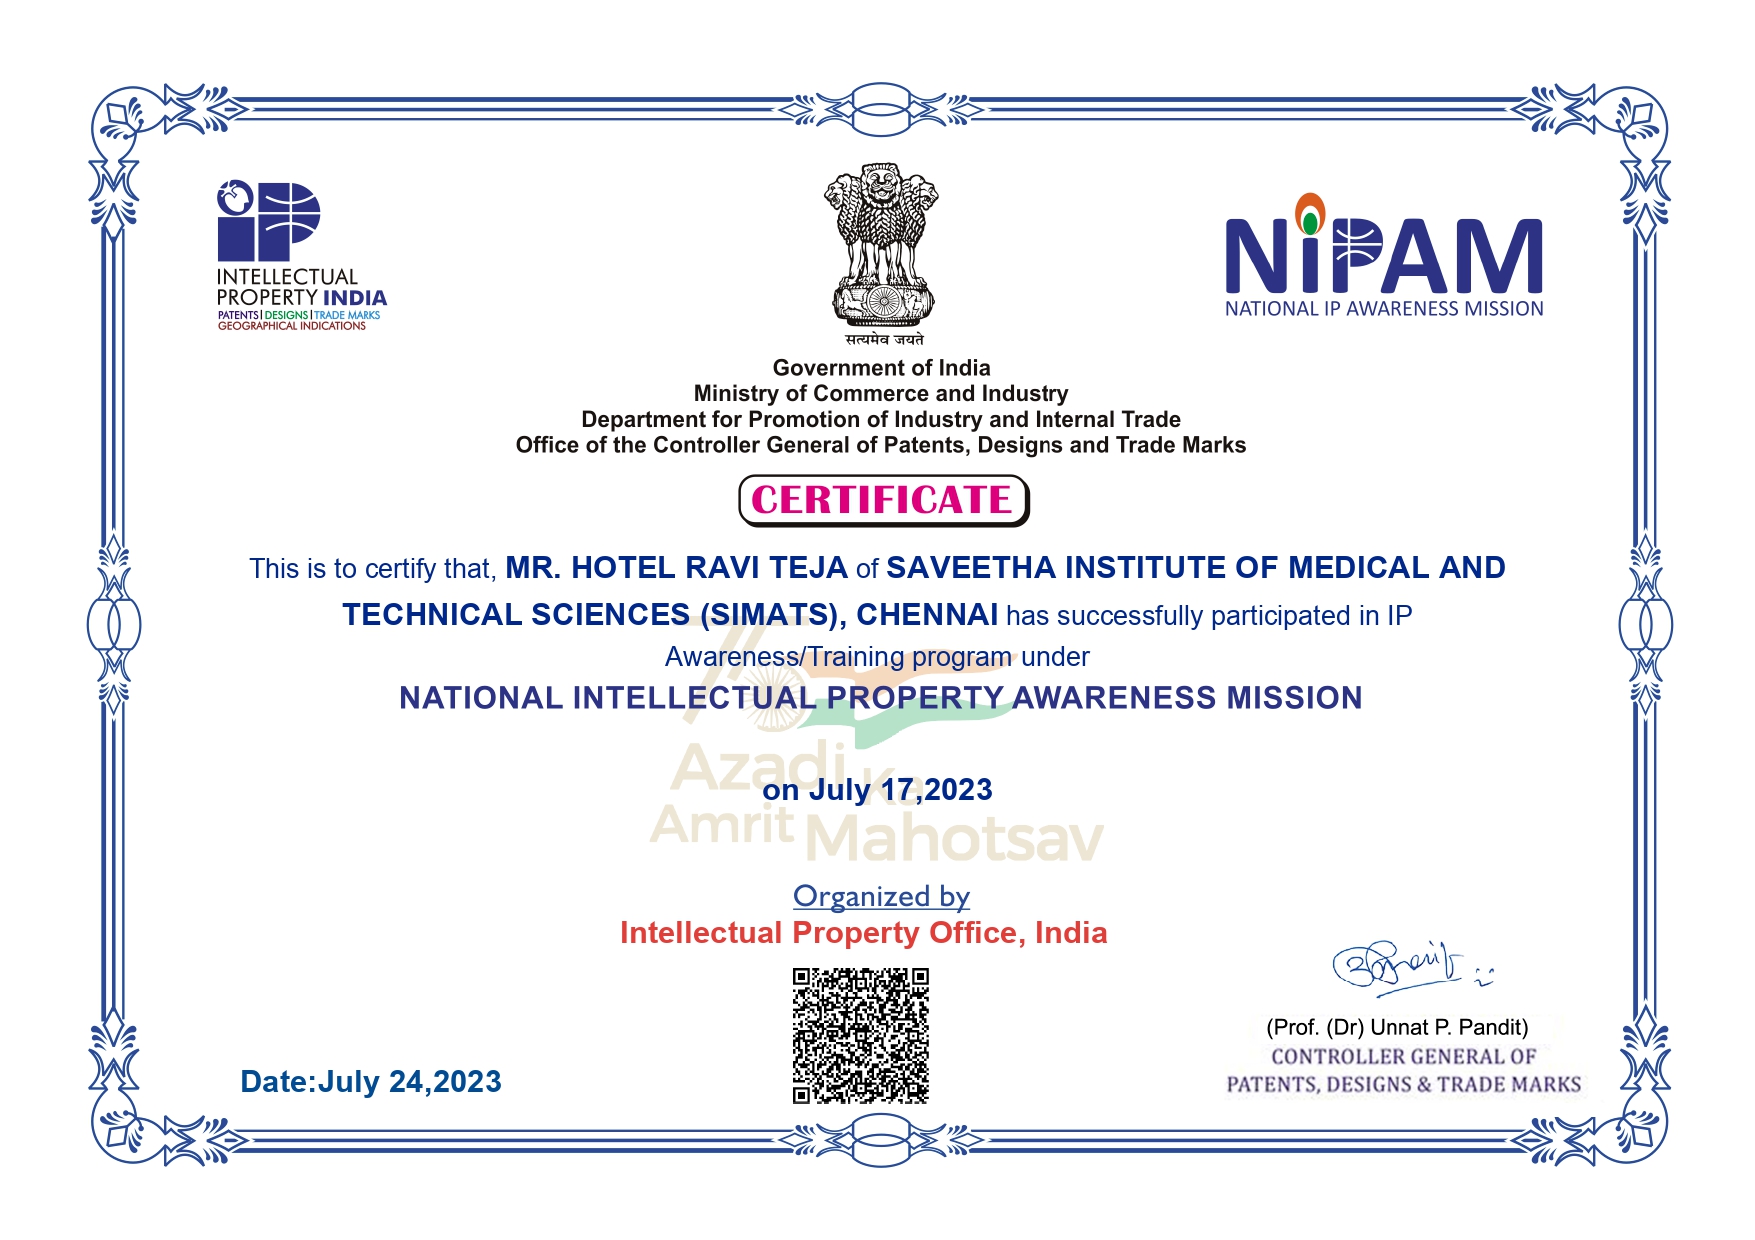 INTELLECTUAL
PROPERTY INDIA
PATENTS|DESIGNS|TRADE MARKS
GEOGRAPHICAL INDICATIONS
सत्यमेव जयते
NiPAM
NATIONAL IP AWARENESS MISSION
Government of India
Ministry of Commerce and Industry
Department for Promotion of Industry and Internal Trade
Office of the Controller General of Patents, Designs and Trade Marks
CERTIFICATE
This is to certify that, MR. HOTEL RAVI TEJA of SAVEETHA INSTITUTE OF MEDICAL AND
TECHNICAL SCIENCES (SIMATS), CHENNAI has successfully participated in IP
Awareness/Training program under
NATIONAL INTELLECTUAL PROPERTY AWARENESS MISSION
75
Azadi Ka
on July 17,2023
Amrit Mahotsav
Organized by
Intellectual Property Office, India
(Prof. (Dr) Unnat P. Pandit)
CONTROLLER GENERAL OF
PATENTS, DESIGNS & TRADE MARKS
Date:July 24,2023